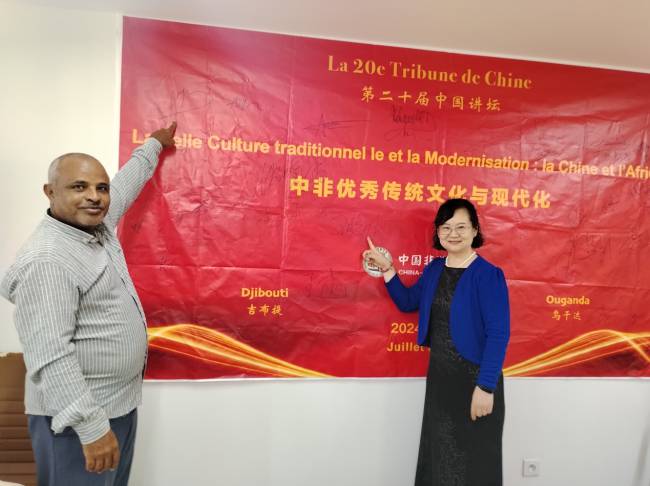 La 20e Tribune de Chine
第二十届中国讲坛
elle Culture traditionnel le et la Modernisation : la Chine et l'Afri
中非优秀传统文化与现代化
中国非
CHINA-
Djibouti
吉布提
Ouganda
乌干达
2024
Juillet